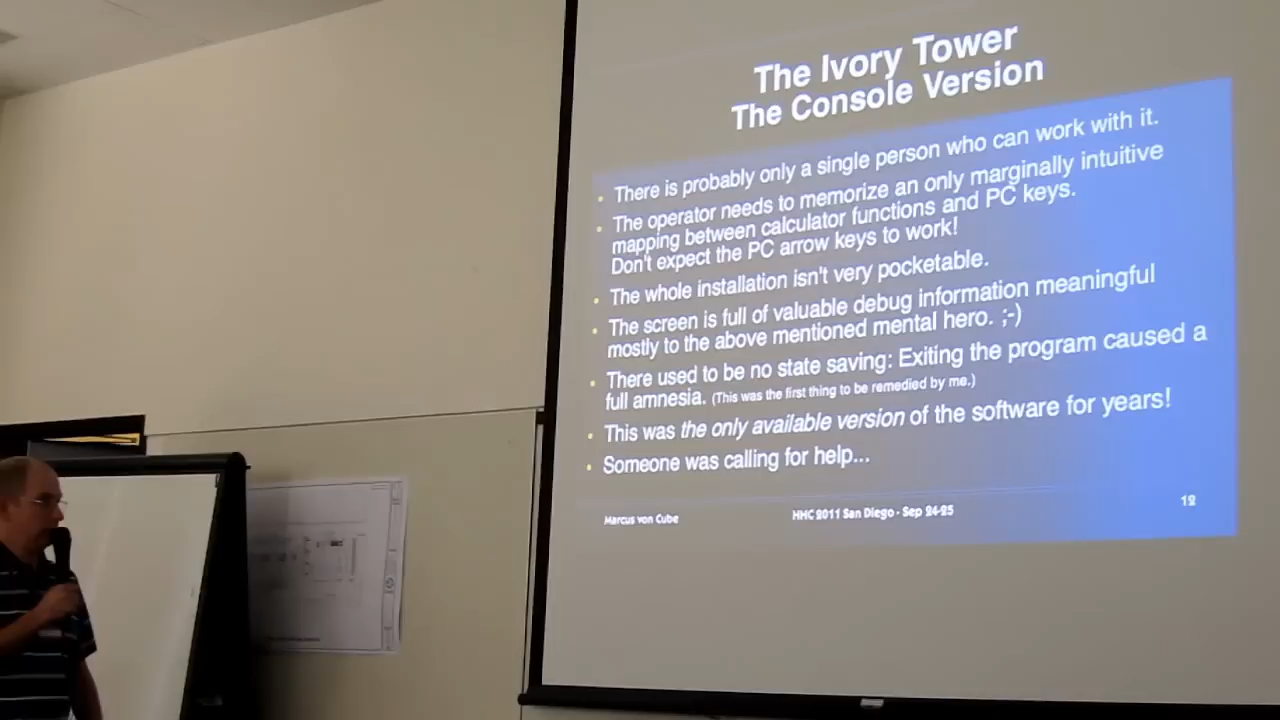 The Ivory Tower
The Console Version
• There is probably only a single person who can work with it.
• The operator needs to memorize an only marginally intuitive
mapping between calculator functions and PC keys.
Don't expect the PC arrow keys to work!
• The whole installation isn't very pocketable.
• The screen is full of valuable debug information meaningful
mostly to the above mentioned mental hero. ;-)
• There used to be no state saving: Exiting the program caused a
full amnesia. (This was the first thing to be remedied by me.)
• This was the only available version of the software for years!
• Someone was calling for help...
Marcus von Cube
HHC 2011 San Diego - Sep 24-25
12